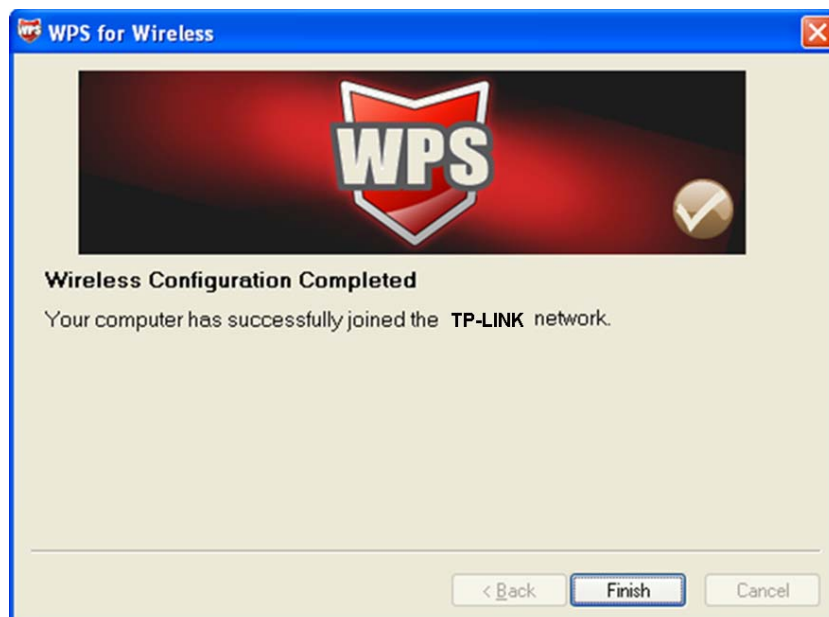 WPS for Wireless
WPS
Wireless Configuration Completed
Your computer has successfully joined the TP-LINK network.
< Back
Finish
Cancel